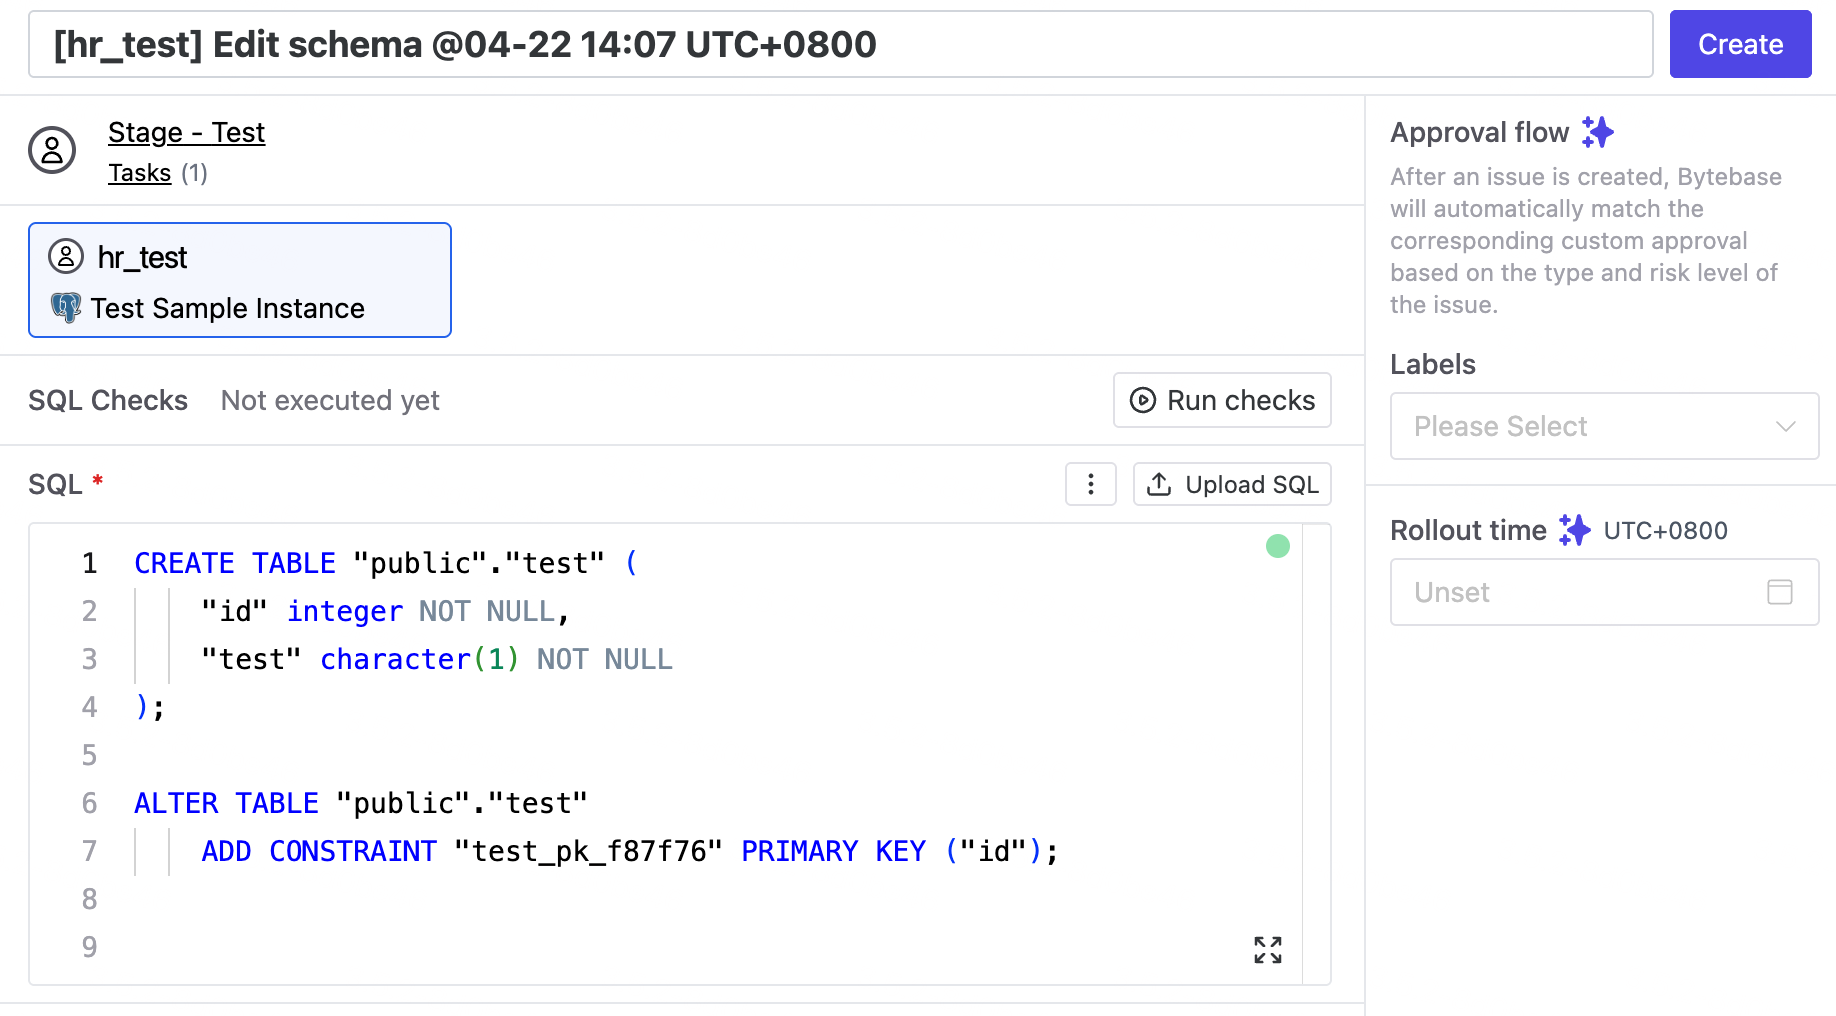 [hr_test] Edit schema @04-22 14:07 UTC+0800
Create
Stage - Test
Tasks (1)
hr_test
Test Sample Instance
SQL Checks Not executed yet
Run checks
SQL *
Upload SQL
1 CREATE TABLE "public"."test" (
2 "id" integer NOT NULL,
3 "test" character(1) NOT NULL
4 );
5
6 ALTER TABLE "public"."test"
7 ADD CONSTRAINT "test_pk_f87f76" PRIMARY KEY ("id");
8
9
Approval flow
After an issue is created, Bytebase
will automatically match the
corresponding custom approval
based on the type and risk level of
the issue.
Labels
Please Select
Rollout time UTC+0800
Unset